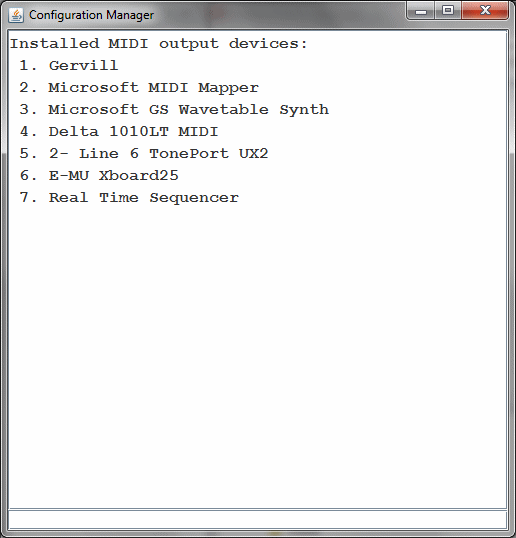 Configuration Manager
Installed MIDI output devices:
1. Gervill
2. Microsoft MIDI Mapper
3. Microsoft GS Wavetable Synth
4. Delta 1010LT MIDI
5. 2- Line 6 TonePort UX2
6. E-MU Xboard25
7. Real Time Sequencer